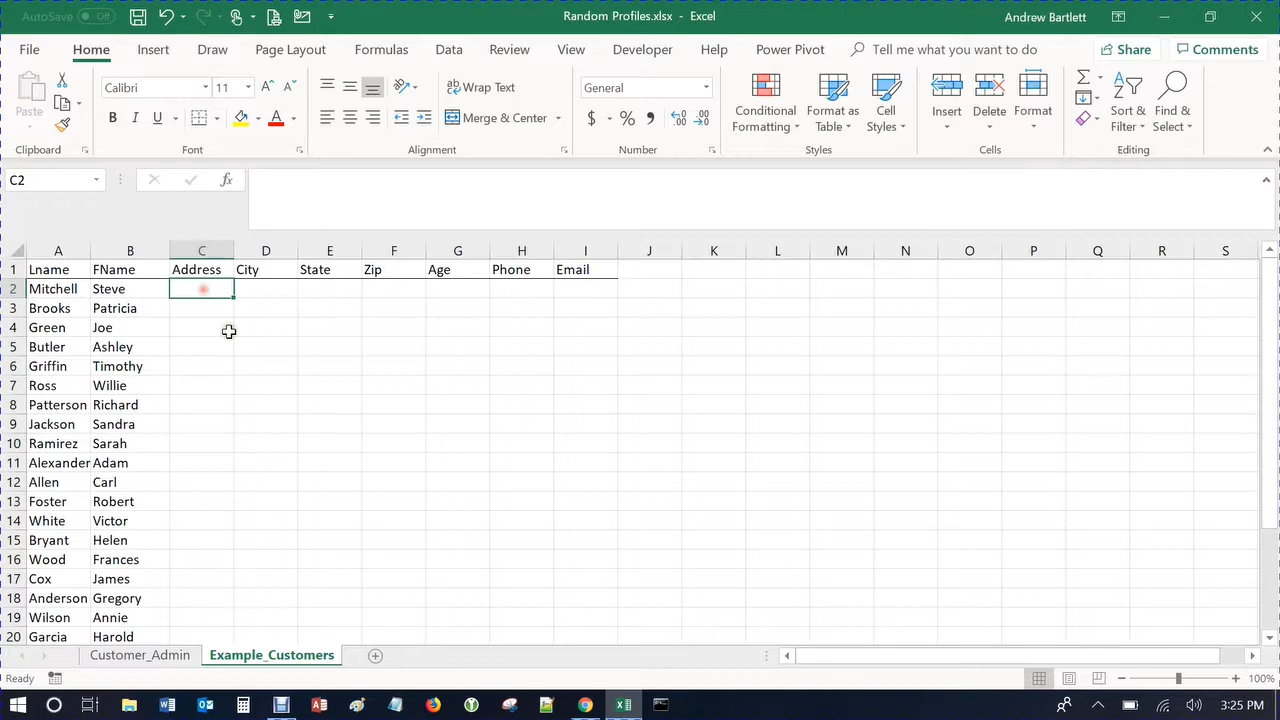 AutoSave Off
Random Profiles.xlsx - Excel
Andrew Bartlett
File Home Insert Draw Page Layout Formulas Data Review View Developer Help Power Pivot Tell me what you want to do Share Comments
Paste
Clipboard
Calibri 11
B I U A
Font
Wrap Text
Merge & Center
Alignment
General
$ % ,
Number
Conditional Formatting
Format as Table
Cell Styles
Styles
Insert Delete Format
Cells
Sort & Filter
Find & Select
Editing
C2 fx
A B C D E F G H I J K L M N O P Q R S
1 Lname FName Address City State Zip Age Phone Email
2 Mitchell Steve
3 Brooks Patricia
4 Green Joe
5 Butler Ashley
6 Griffin Timothy
7 Ross Willie
8 Patterson Richard
9 Jackson Sandra
10 Ramirez Sarah
11 Alexander Adam
12 Allen Carl
13 Foster Robert
14 White Victor
15 Bryant Helen
16 Wood Frances
17 Cox James
18 Anderson Gregory
19 Wilson Annie
20 Garcia Harold
Customer_Admin Example_Customers
Ready
100%
3:25 PM